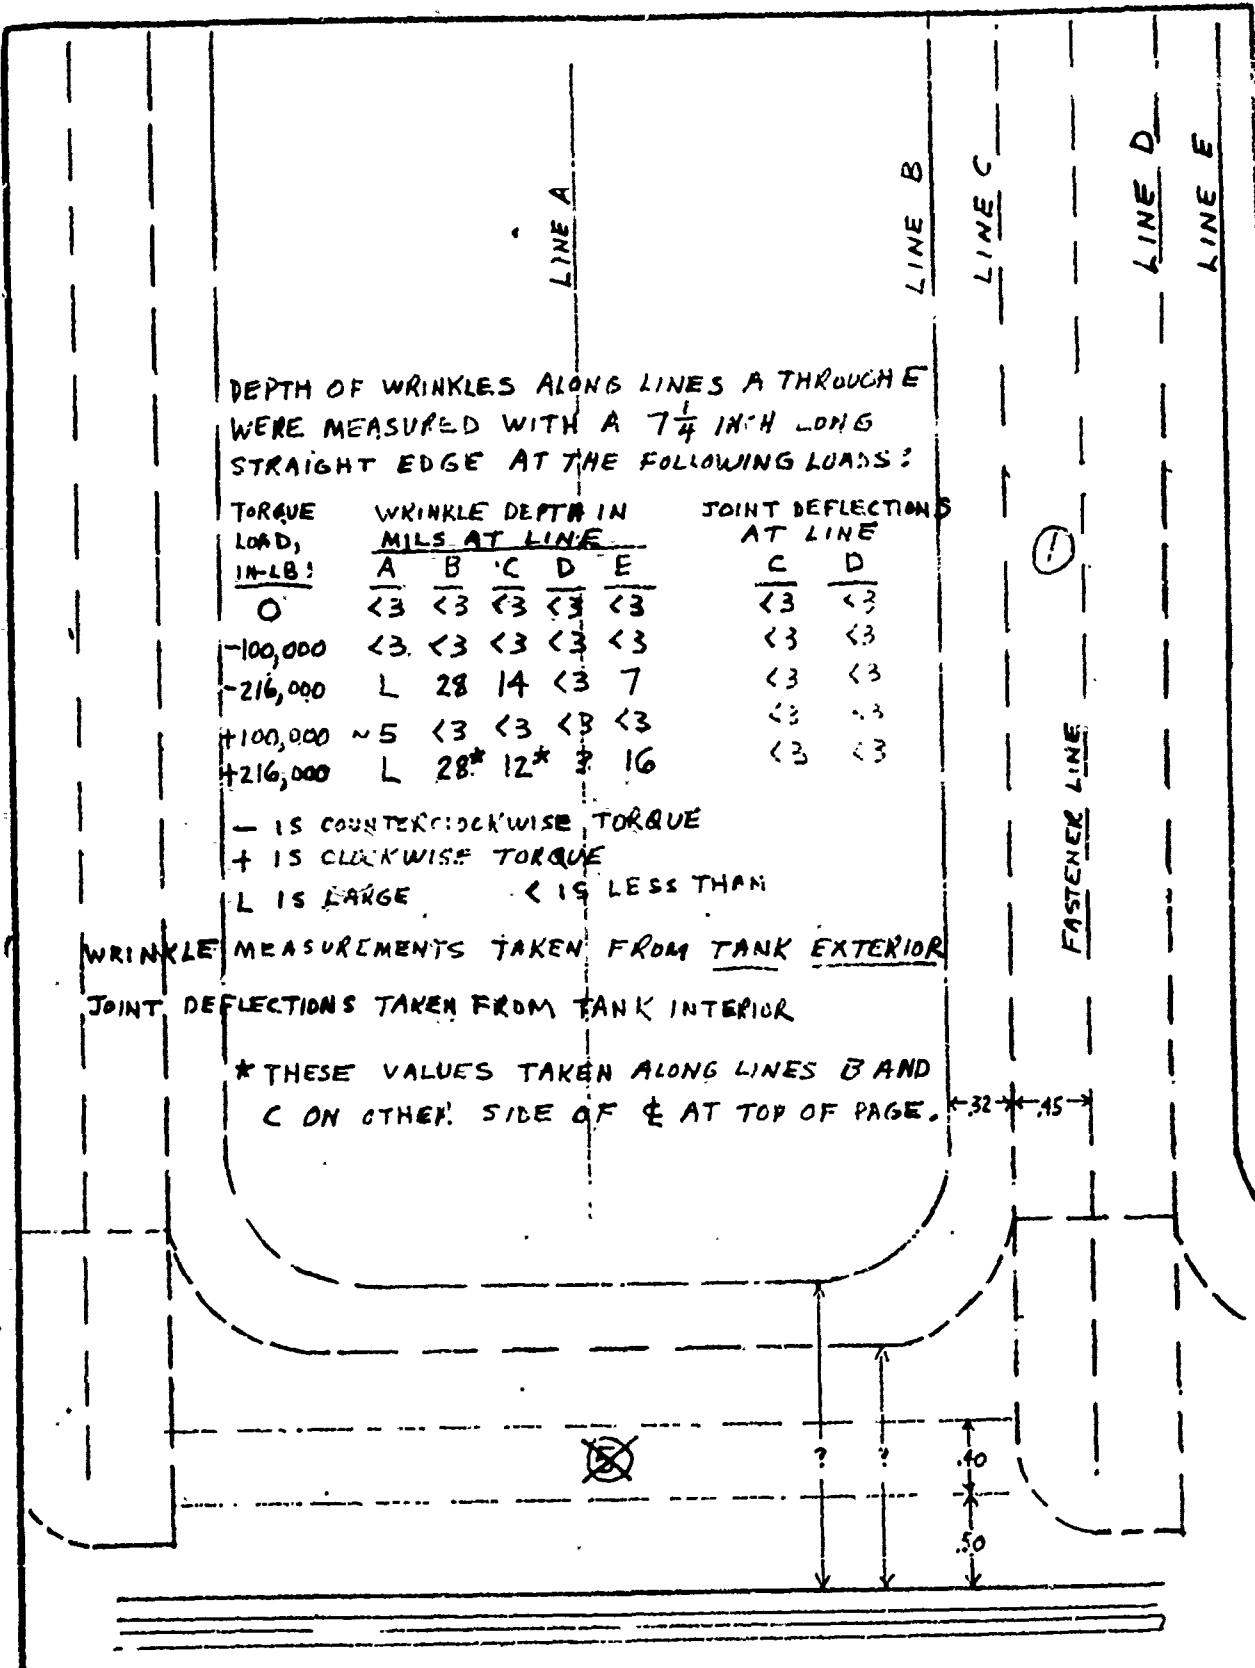 LINE A
LINE B
LINE C
LINE D
LINE E
DEPTH OF WRINKLES ALONG LINES A THROUGH E
WERE MEASURED WITH A 7 1/4 INCH LONG
STRAIGHT EDGE AT THE FOLLOWING LOADS:
TORQUE WRINKLE DEPTH IN JOINT DEFLECTIONS
LOAD, MILS AT LINE AT LINE
IN-LB: A B C D E C D
0 <3 <3 <3 <3 <3 <3 <3
-100,000 <3 <3 <3 <3 <3 <3 <3
-216,000 L 28 14 <3 7 <3 <3
+100,000 ~5 <3 <3 <3 <3 <3 <3
+216,000 L 28* 12* 16 <3 <3
- IS COUNTERCLOCKWISE TORQUE
+ IS CLOCKWISE TORQUE
L IS LARGE < IS LESS THAN
WRINKLE MEASUREMENTS TAKEN FROM TANK EXTERIOR
JOINT DEFLECTIONS TAKEN FROM TANK INTERIOR
* THESE VALUES TAKEN ALONG LINES B AND
C ON OTHER SIDE OF ℄ AT TOP OF PAGE.
1
FASTENER LINE
.32 .45
5
? ? .40
.50